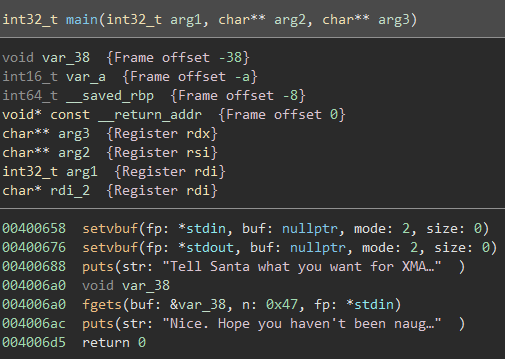 int32_t main(int32_t arg1, char** arg2, char** arg3)
void var_38  {Frame offset -38}
int16_t var_a  {Frame offset -a}
int64_t __saved_rbp  {Frame offset -8}
void* const __return_addr  {Frame offset 0}
char** arg3  {Register rdx}
char** arg2  {Register rsi}
int32_t arg1  {Register rdi}
char* rdi_2  {Register rdi}
00400658  setvbuf(fp: *stdin, buf: nullptr, mode: 2, size: 0)
00400676  setvbuf(fp: *stdout, buf: nullptr, mode: 2, size: 0)
00400688  puts(str: "Tell Santa what you want for XMA…"  )
004006a0  void var_38
004006a0  fgets(buf: &var_38, n: 0x47, fp: *stdin)
004006ac  puts(str: "Nice. Hope you haven't been naug…"  )
004006d5  return 0